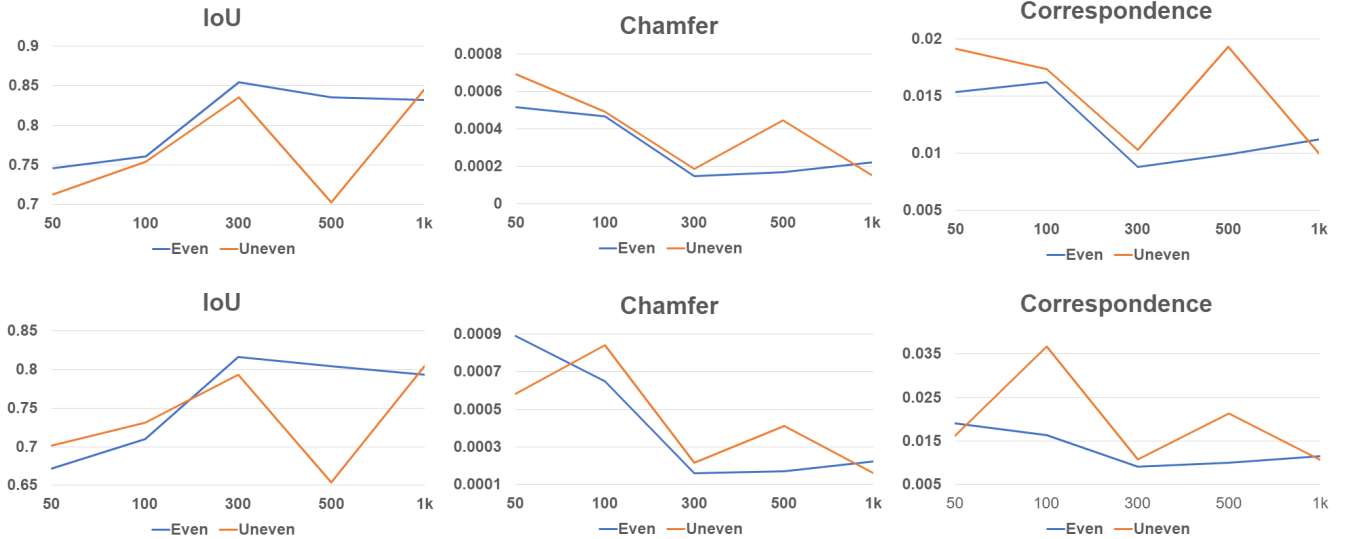 IoU
0.9
0.85
0.8
0.75
0.7
50 100 300 500 1k
Even Uneven
Chamfer
0.0008
0.0006
0.0004
0.0002
0
50 100 300 500 1k
Even Uneven
Correspondence
0.02
0.015
0.01
0.005
50 100 300 500 1k
Even Uneven
IoU
0.85
0.8
0.75
0.7
0.65
50 100 300 500 1k
Even Uneven
Chamfer
0.0009
0.0007
0.0005
0.0003
0.0001
50 100 300 500 1k
Even Uneven
Correspondence
0.035
0.025
0.015
0.005
50 100 300 500 1k
Even Uneven